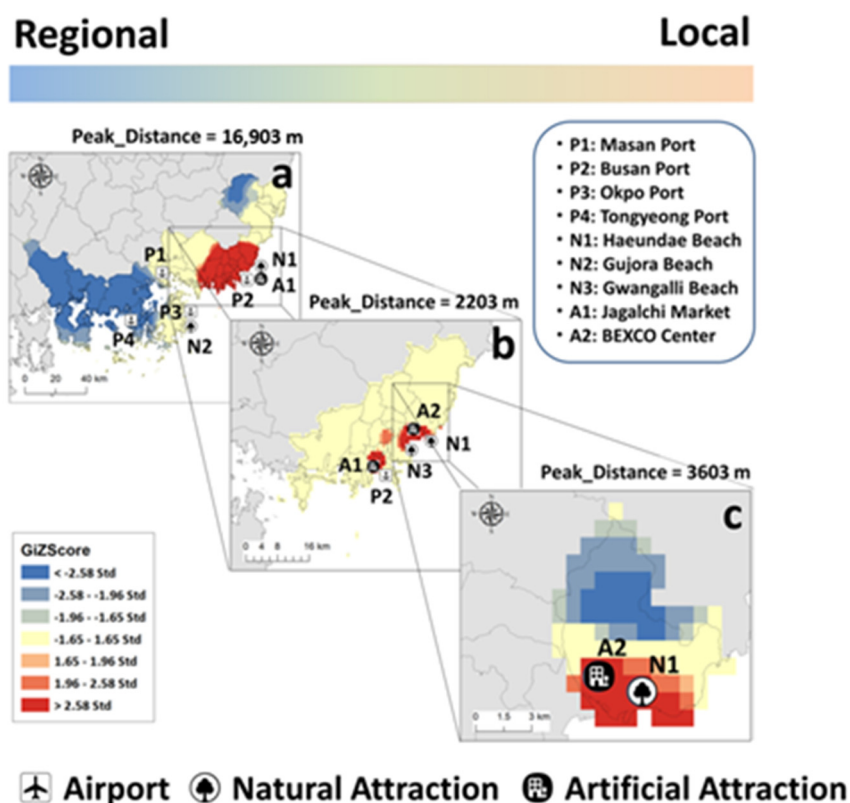 Regional Local
Peak_Distance = 16,903 m
a
P1
N1
A1
P2
P3
P4
N2
0 20 40 km
• P1: Masan Port
• P2: Busan Port
• P3: Okpo Port
• P4: Tongyeong Port
• N1: Haeundae Beach
• N2: Gujora Beach
• N3: Gwangalli Beach
• A1: Jagalchi Market
• A2: BEXCO Center
Peak_Distance = 2203 m
b
A2
N1
A1
N3
P2
0 4 8 16 km
Peak_Distance = 3603 m
c
A2
N1
0 1.5 3 km
GiZScore
< -2.58 Std
-2.58 - -1.96 Std
-1.96 - -1.65 Std
-1.65 - 1.65 Std
1.65 - 1.96 Std
1.96 - 2.58 Std
> 2.58 Std
Airport Natural Attraction Artificial Attraction